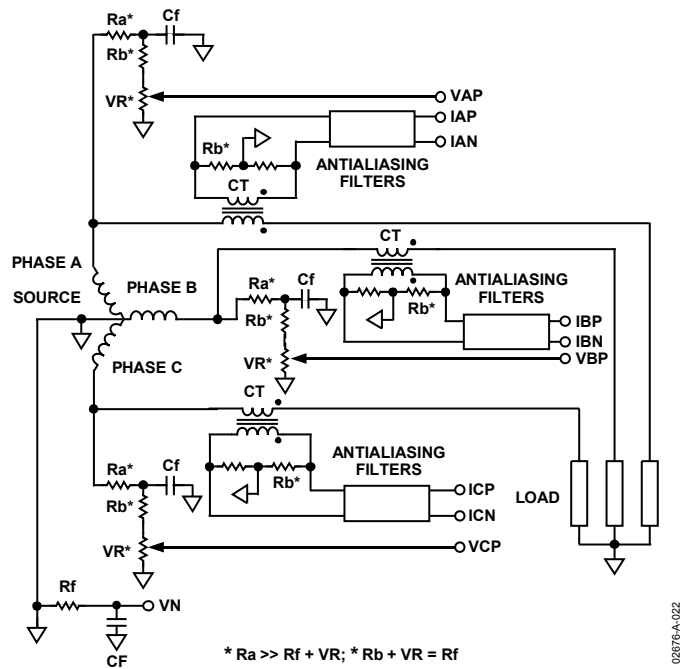 Ra*
Cf
Rb*
VR*
VAP
IAP
IAN
Rb*
ANTIALIASING
FILTERS
CT
PHASE A
CT
PHASE B
SOURCE
Ra*
Cf
ANTIALIASING
FILTERS
Rb*
Rb*
IBP
IBN
VR*
VBP
PHASE C
CT
ANTIALIASING
FILTERS
Ra*
Cf
Rb*
Rb*
ICP
ICN
LOAD
VR*
VCP
Rf
VN
CF
* Ra >> Rf + VR; * Rb + VR = Rf
02676-A-022